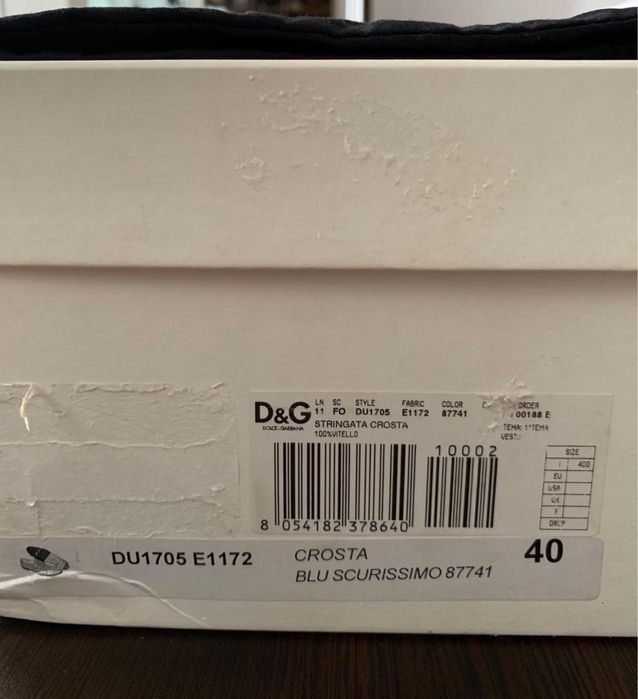 D&G LN SC STYLE FABRIC COLOR ORDER
DOLCE & GABBANA 11 FO DU1705 E1172 87741 00188 E
STRINGATA CROSTA TEMA: 1°TEMA
100%VITELLO VEST.:
10002
SIZE
I 400
EU
USA
UK
F
DROP
8 054182 378640
DU1705 E1172 CROSTA 40
BLU SCURISSIMO 87741